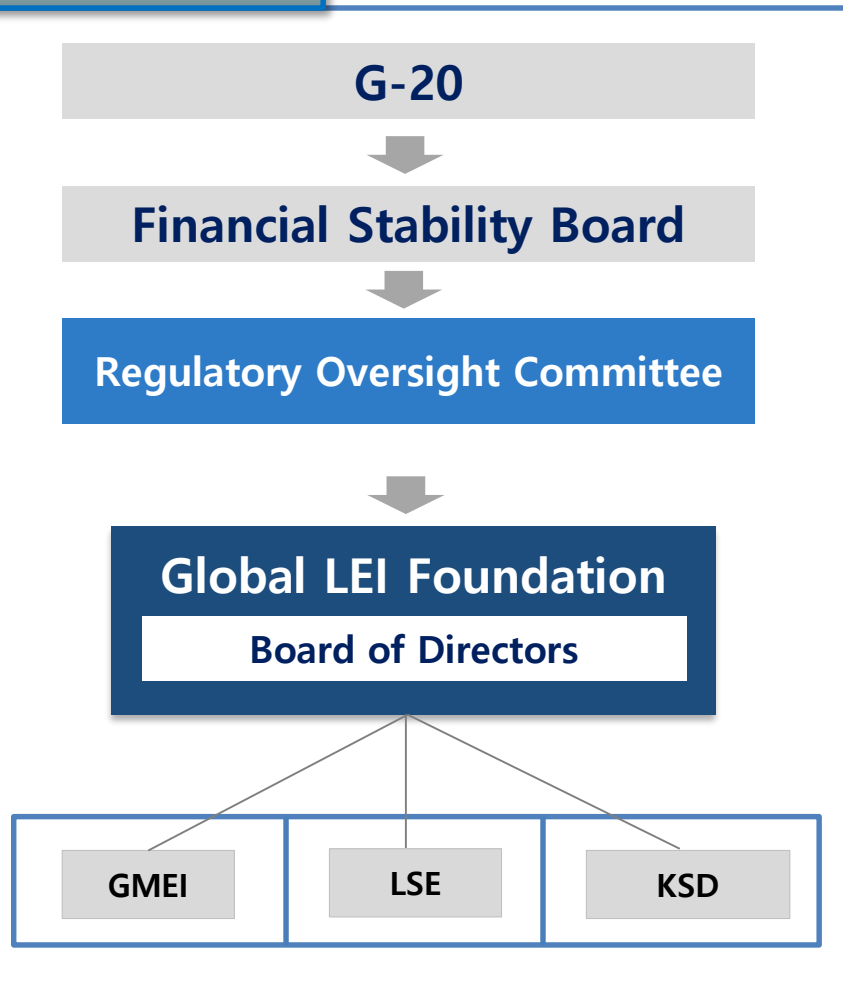 G-20
Financial Stability Board
Regulatory Oversight Committee
Global LEI Foundation
Board of Directors
GMEI
LSE
KSD